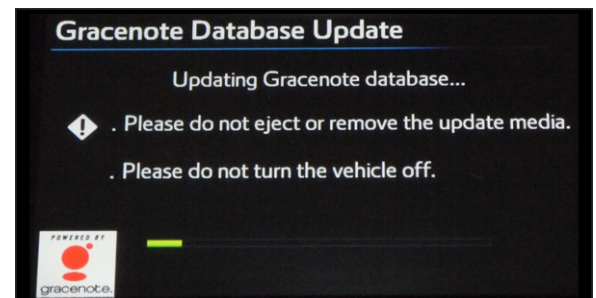 Gracenote Database Update
Updating Gracenote database...
. Please do not eject or remove the update media.
. Please do not turn the vehicle off.
POWERED BY
gracenote.